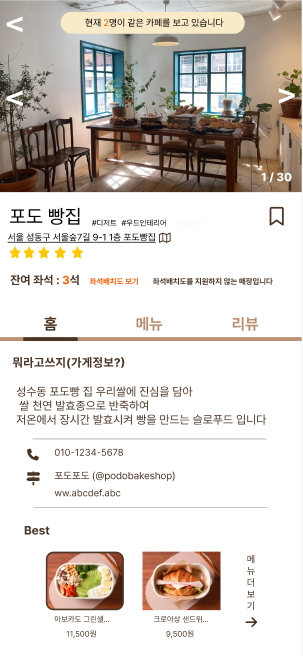 현재 2명이 같은 카페를 보고 있습니다
1 / 30
포도 빵집 #디저트 #우드인테리어
서울 성동구 서울숲7길 9-1 1층 포도빵집
잔여 좌석 : 3석 좌석배치도 보기 좌석배치도를 지원하지 않는 매장입니다
홈 메뉴 리뷰
뭐라고쓰지(가게정보?)
성수동 포도빵 집 우리쌀에 진심을 담아
쌀 천연 발효종으로 반죽하여
저온에서 장시간 발효시켜 빵을 만드는 슬로푸드 입니다
010-1234-5678
포도포도 (@podobakeshop)
ww.abcdef.abc
Best
아보카도 그린샐...
11,500원
크로아상 샌드위...
9,500원
메뉴더보기